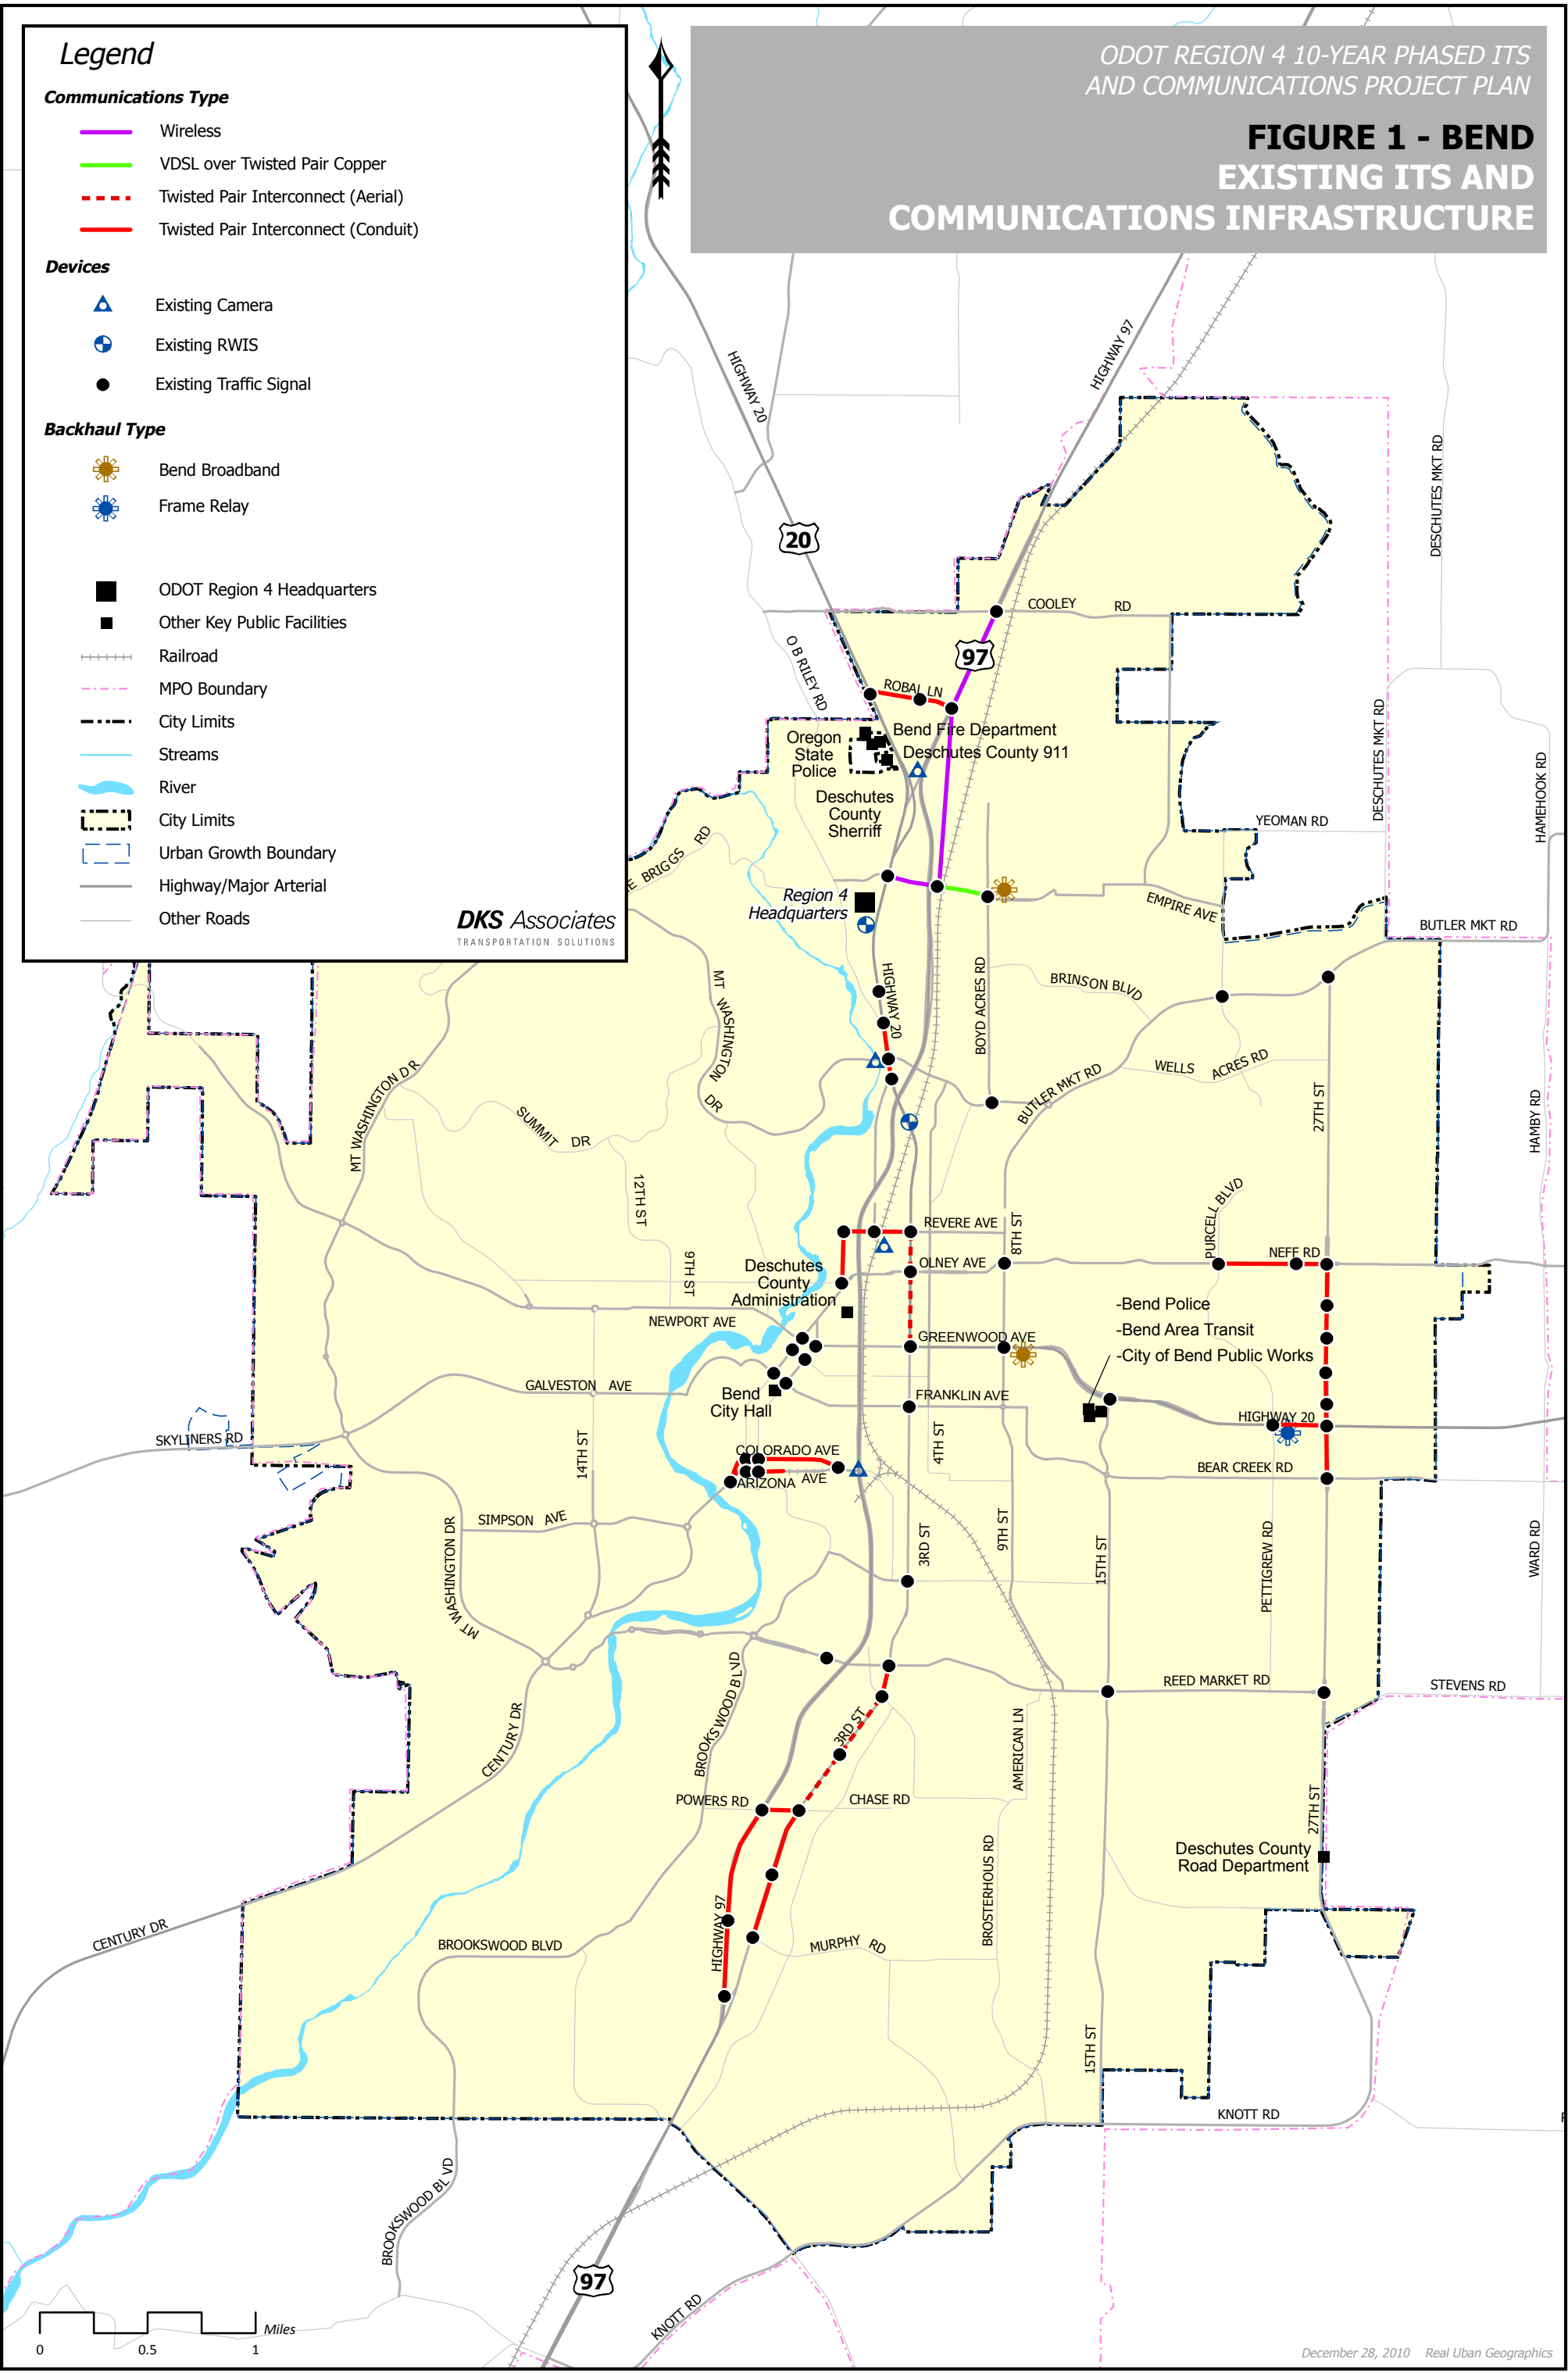 Legend
Communications Type
Wireless
VDSL over Twisted Pair Copper
Twisted Pair Interconnect (Aerial)
Twisted Pair Interconnect (Conduit)
Devices
Existing Camera
Existing RWIS
Existing Traffic Signal
Backhaul Type
Bend Broadband
Frame Relay
ODOT Region 4 Headquarters
Other Key Public Facilities
Railroad
MPO Boundary
City Limits
Streams
River
City Limits
Urban Growth Boundary
Highway/Major Arterial
Other Roads
DKS Associates
TRANSPORTATION SOLUTIONS
ODOT REGION 4 10-YEAR PHASED ITS
AND COMMUNICATIONS PROJECT PLAN
FIGURE 1 - BEND
EXISTING ITS AND
COMMUNICATIONS INFRASTRUCTURE
HIGHWAY 20
HIGHWAY 97
DESCHUTES MKT RD
20
COOLEY RD
97
O B RILEY RD
ROBAL LN
Bend Fire Department
Oregon
State
Police
Deschutes County 911
DESCHUTES MKT RD
HAMEHOOK RD
Deschutes
County
Sherriff
YEOMAN RD
BRIGGS RD
Region 4
Headquarters
EMPIRE AVE
BUTLER MKT RD
MT WASHINGTON DR
HIGHWAY 20
BOYD ACRES RD
BRINSON BLVD
WELLS ACRES RD
BUTLER MKT RD
27TH ST
HAMBY RD
MT WASHINGTON DR
SUMMIT DR
12TH ST
9TH ST
REVERE AVE
8TH ST
PURCELL BLVD
NEFF RD
OLNEY AVE
Deschutes
County
Administration
NEWPORT AVE
GREENWOOD AVE
-Bend Police
-Bend Area Transit
-City of Bend Public Works
GALVESTON AVE
Bend
City Hall
FRANKLIN AVE
HIGHWAY 20
SKYLINERS RD
14TH ST
COLORADO AVE
ARIZONA AVE
4TH ST
BEAR CREEK RD
SIMPSON AVE
MT WASHINGTON DR
3RD ST
9TH ST
15TH ST
PETTIGREW RD
WARD RD
REED MARKET RD
STEVENS RD
CENTURY DR
BROOKSWOOD BLVD
3RD ST
AMERICAN LN
POWERS RD
CHASE RD
27TH ST
Deschutes County
Road Department
BROSTERHOUS RD
CENTURY DR
BROOKSWOOD BLVD
HIGHWAY 97
MURPHY RD
15TH ST
KNOTT RD
BROOKSWOOD BL VD
97
KNOTT RD
Miles
0 0.5 1
December 28, 2010 Real Uban Geographics